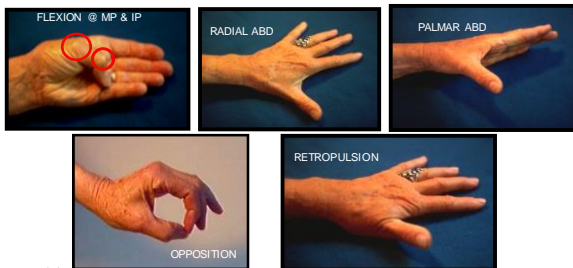 FLEXION @ MP & IP
RADIAL ABD
PALMAR ABD
OPPOSITION
RETROPULSION